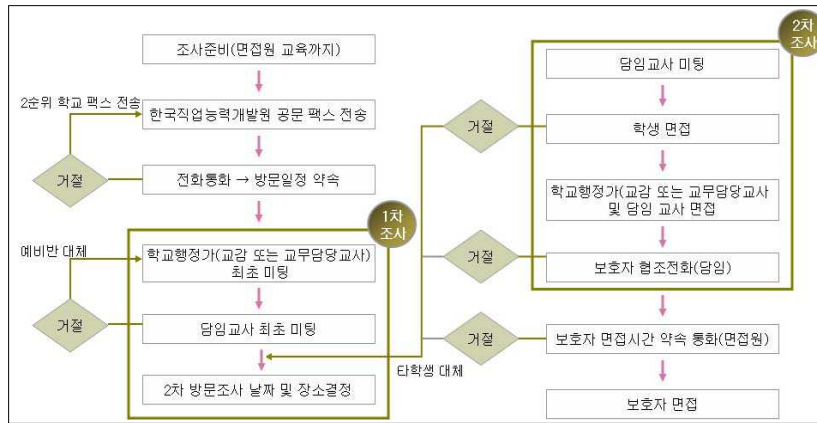 조사준비(면접원 교육까지)
2순위 학교 팩스 전송
한국직업능력개발원 공문 팩스 전송
거절
전화통화 → 방문일정 약속
1차
조사
예비반 대체
학교행정가(교감 또는 교무담당교사)
최초 미팅
거절
담임교사 최초 미팅
2차 방문조사 날짜 및 장소결정
2차
조사
담임교사 미팅
거절
학생 면접
학교행정가(교감 또는 교무담당교사
및 담임 교사 면접
거절
보호자 협조전화(담임)
거절
보호자 면접시간 약속 통화(면접원)
타학생 대체
보호자 면접